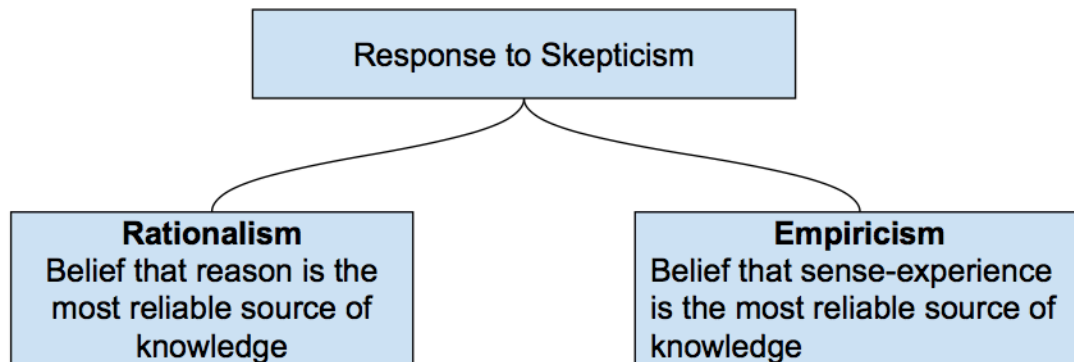 Response to Skepticism
Rationalism
Belief that reason is the
most reliable source of
knowledge
Empiricism
Belief that sense-experience
is the most reliable source of
knowledge